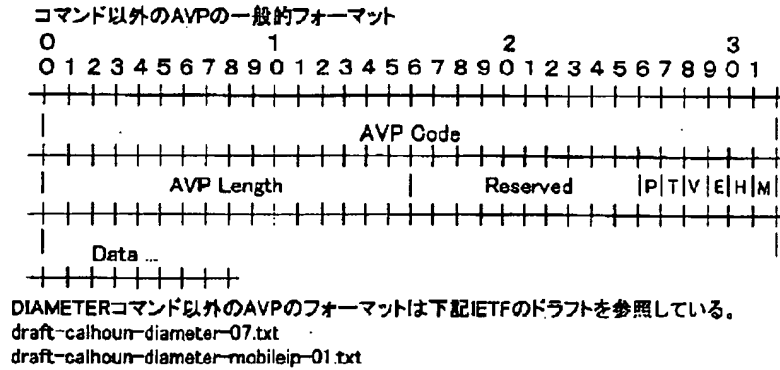 コマンド以外のAVPの一般的フォーマット
0 1 2 3
0 1 2 3 4 5 6 7 8 9 0 1 2 3 4 5 6 7 8 9 0 1 2 3 4 5 6 7 8 9 0 1
AVP Code
AVP Length Reserved |P|T|V|E|H|M|
Data ...
DIAMETERコマンド以外のAVPのフォーマットは下記IETFのドラフトを参照している。
draft-calhoun-diameter-07.txt
draft-calhoun-diameter-mobileip-01.txt